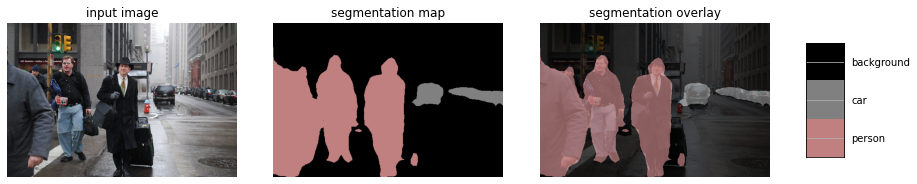 input image
segmentation map
segmentation overlay
background
car
person